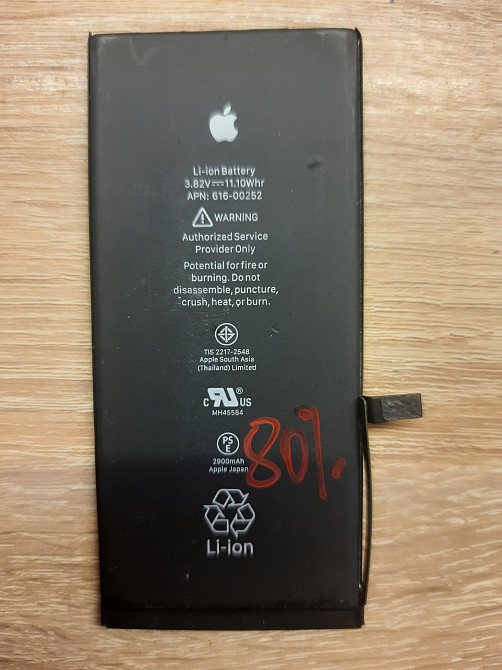 Li-ion Battery
3.82V⎓11.10Whr
APN: 616-00252
WARNING
Authorized Service
Provider Only
Potential for fire or
burning. Do not
disassemble, puncture,
crush, heat, or burn.
TIS 2217-2548
Apple South Asia
(Thailand) Limited
c RU® US
MH45584
PS
E
2900mAh
Apple Japan
80%.
Li-ion